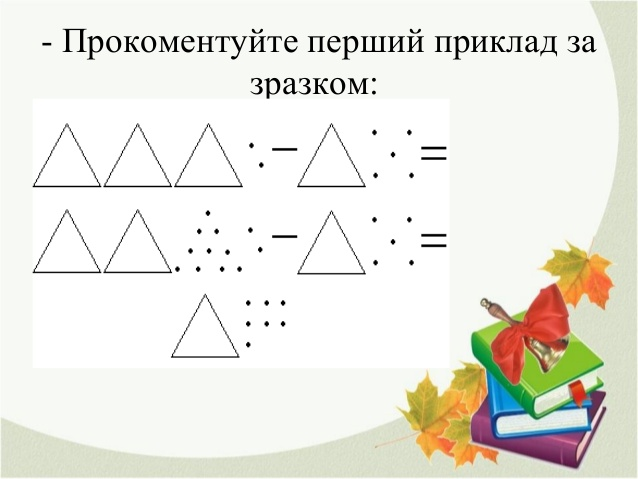 - Прокоментуйте перший приклад за
зразком:
− =
− =